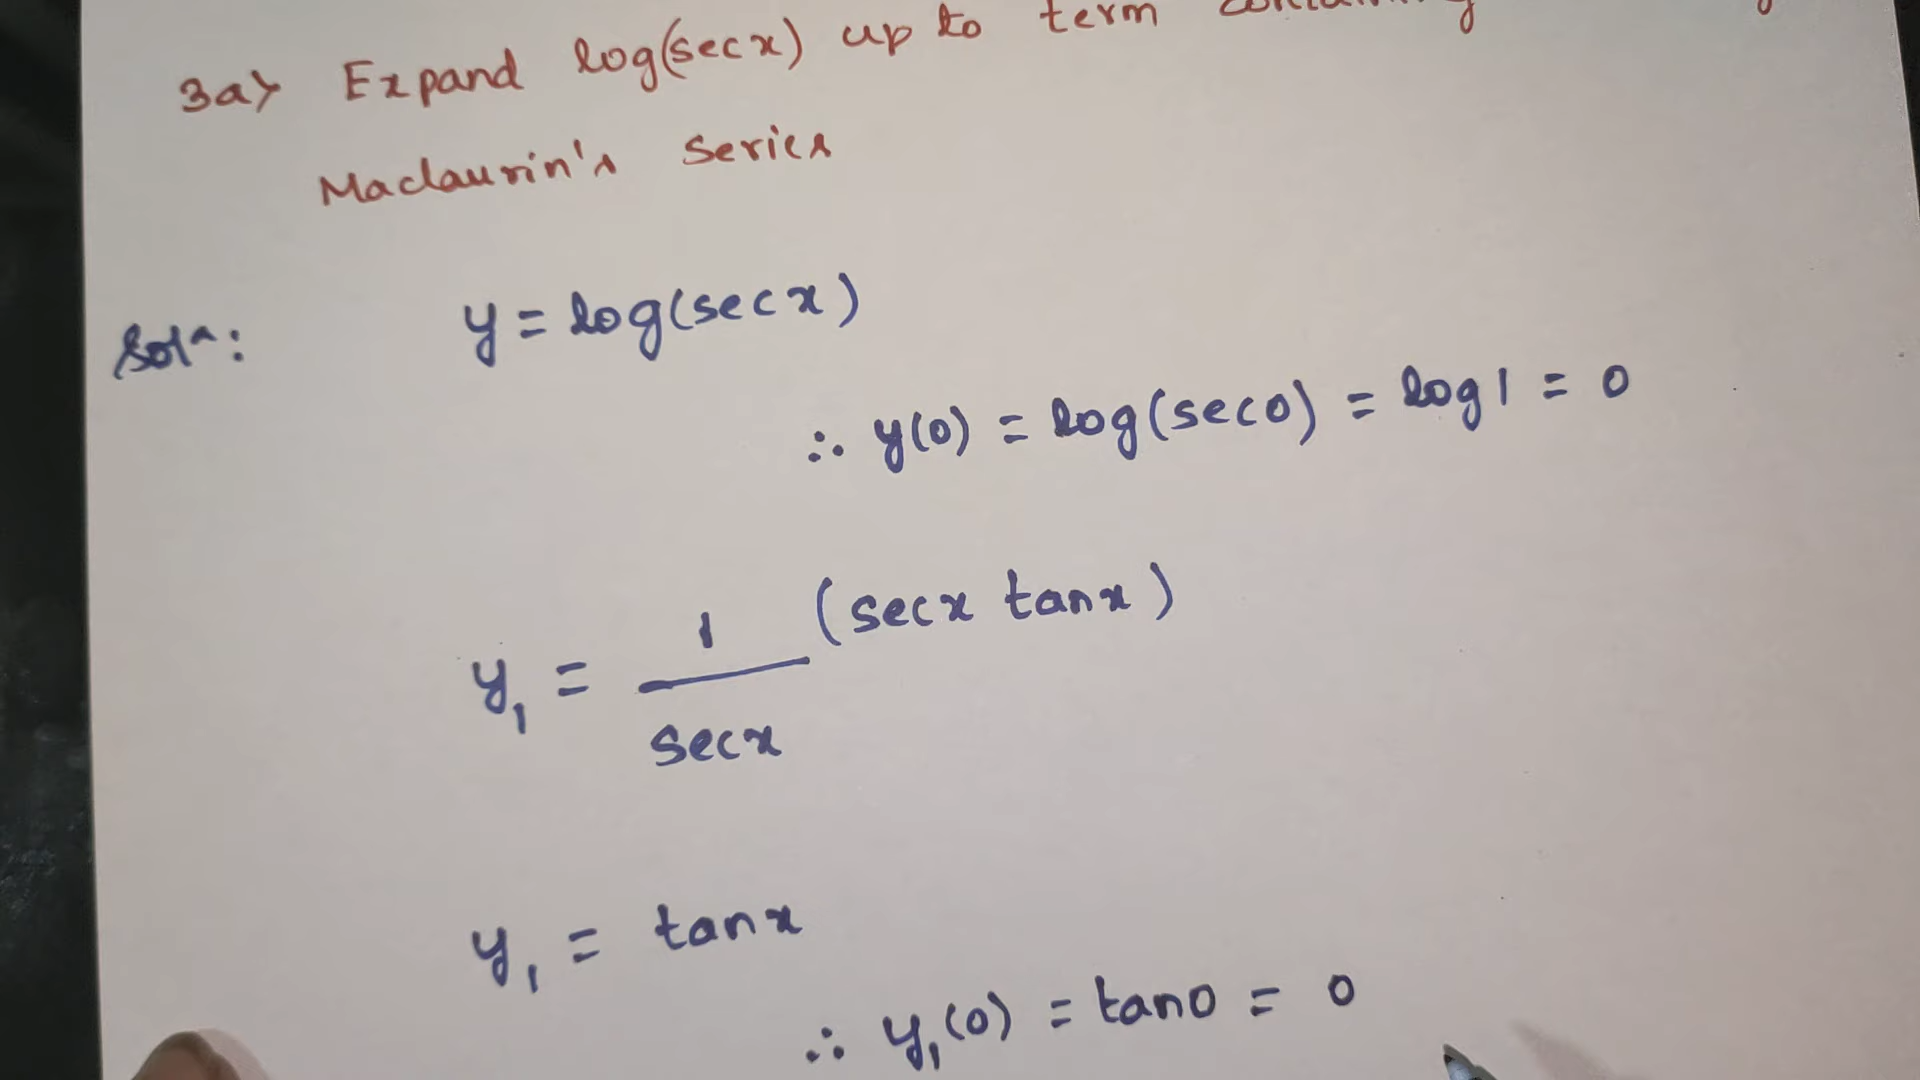 3a) Expand log(secx) up to term
Maclaurin's series
Solⁿ: y = log(secx)
∴ y(0) = log(sec0) = log1 = 0
y₁ = 1/secx (secx tanx)
y₁ = tanx
∴ y₁(0) = tan0 = 0